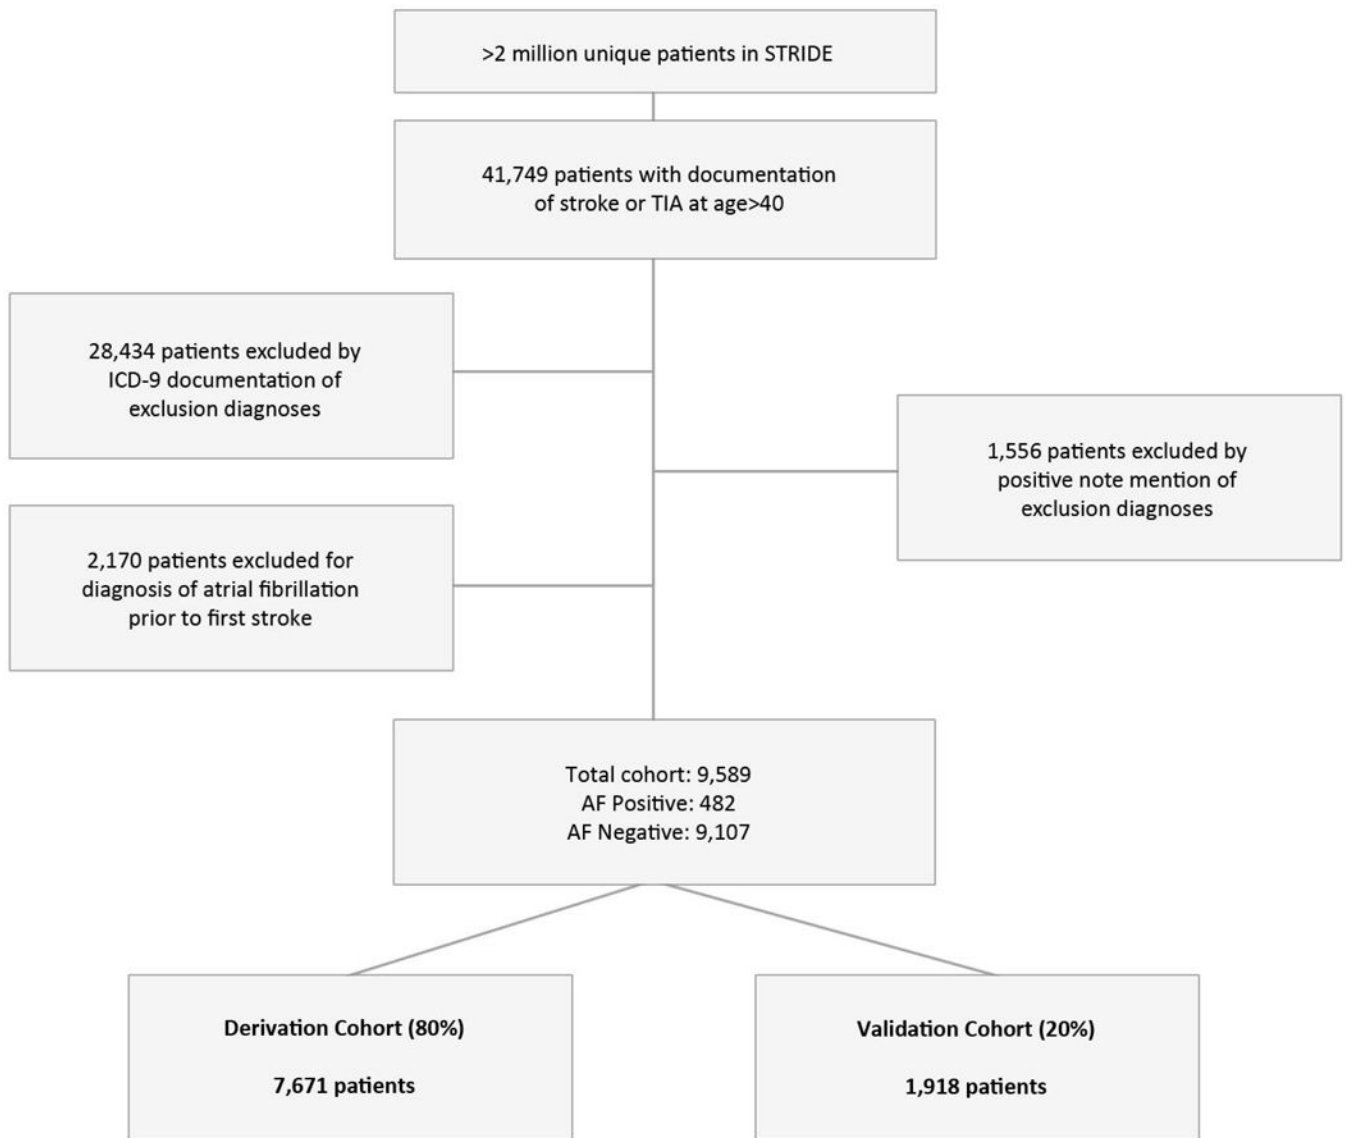 >2 million unique patients in STRIDE
41,749 patients with documentation
of stroke or TIA at age>40
28,434 patients excluded by
ICD-9 documentation of
exclusion diagnoses
1,556 patients excluded by
positive note mention of
exclusion diagnoses
2,170 patients excluded for
diagnosis of atrial fibrillation
prior to first stroke
Total cohort: 9,589
AF Positive: 482
AF Negative: 9,107
Derivation Cohort (80%)
7,671 patients
Validation Cohort (20%)
1,918 patients